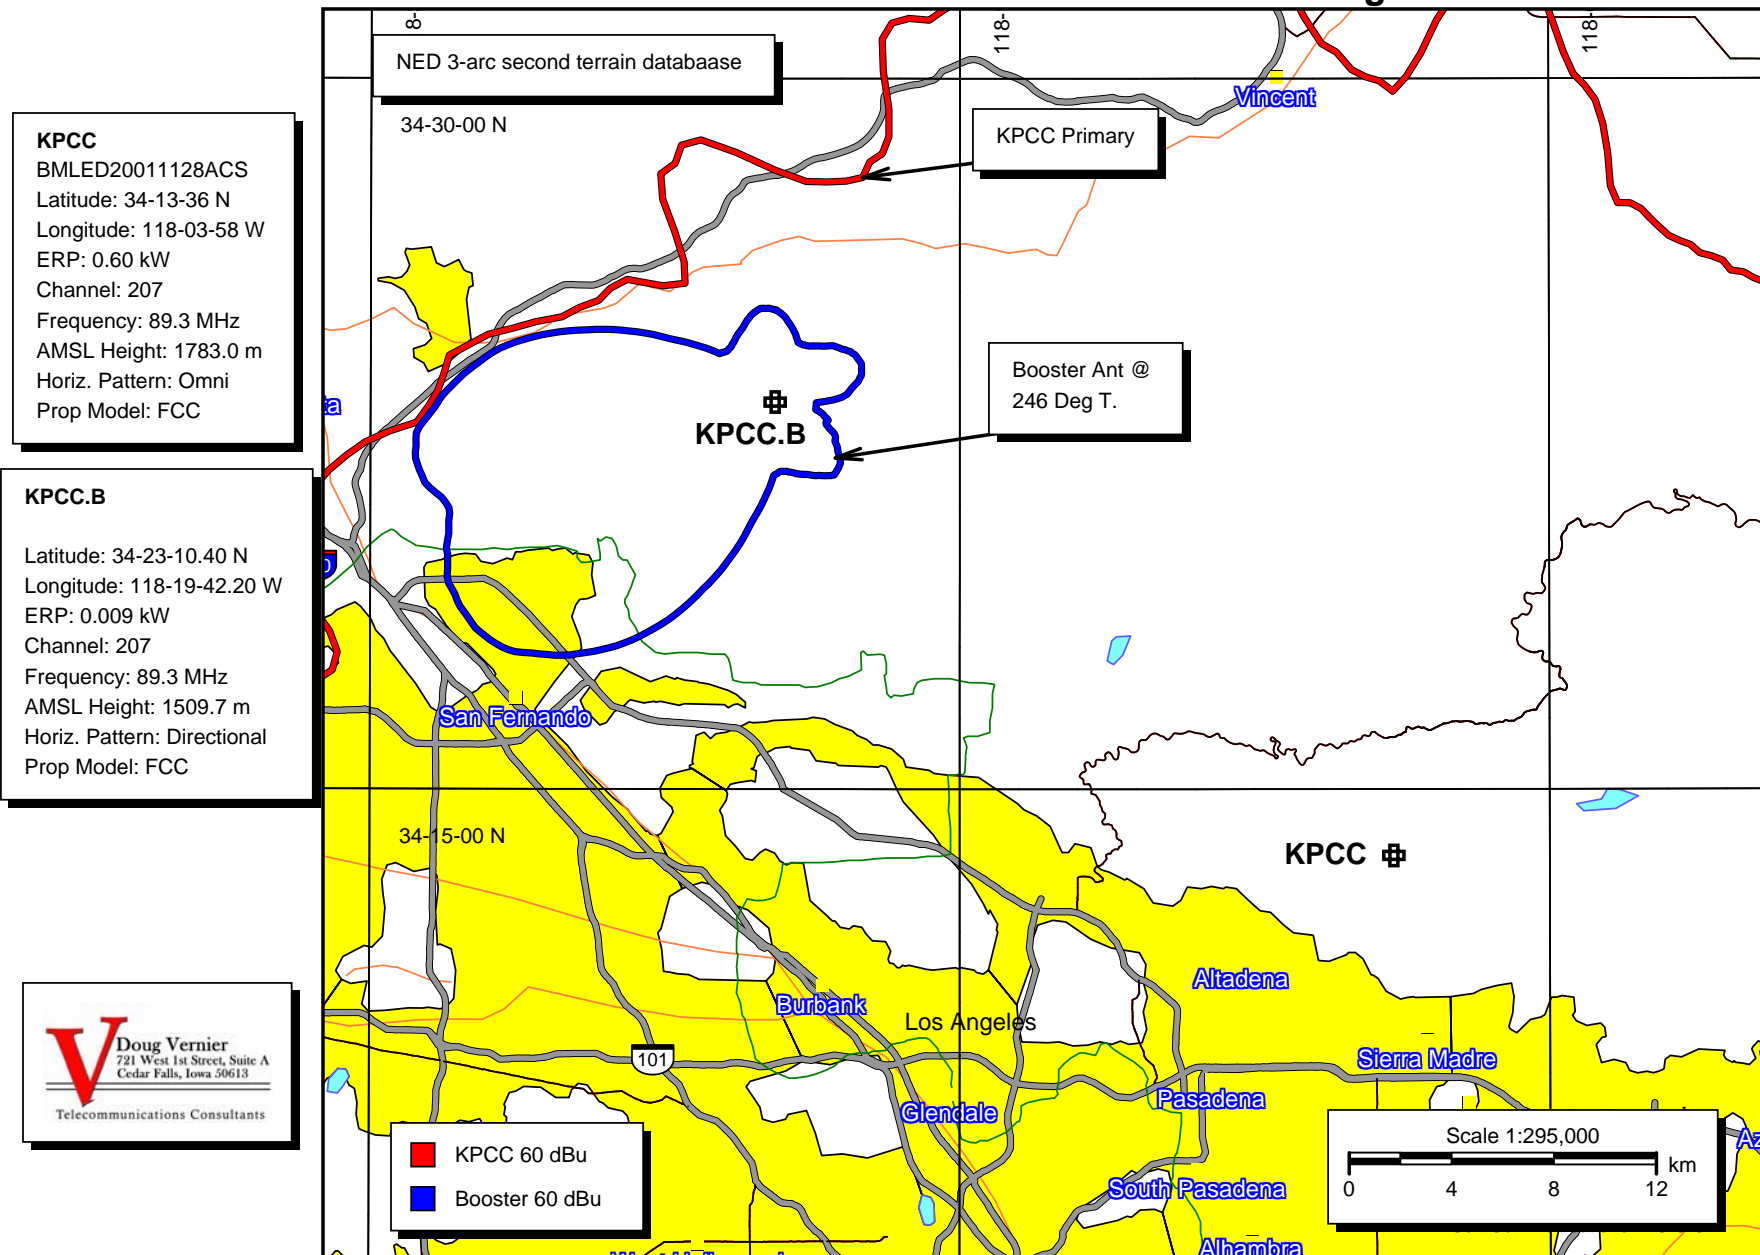 8-
118-
118-
NED 3-arc second terrain databaase
34-30-00 N
Vincent
KPCC Primary
KPCC
BMLED20011128ACS
Latitude: 34-13-36 N
Longitude: 118-03-58 W
ERP: 0.60 kW
Channel: 207
Frequency: 89.3 MHz
AMSL Height: 1783.0 m
Horiz. Pattern: Omni
Prop Model: FCC
Booster Ant @
246 Deg T.
KPCC.B
KPCC.B
Latitude: 34-23-10.40 N
Longitude: 118-19-42.20 W
ERP: 0.009 kW
Channel: 207
Frequency: 89.3 MHz
AMSL Height: 1509.7 m
Horiz. Pattern: Directional
Prop Model: FCC
San Fernando
34-15-00 N
KPCC
Altadena
Burbank
Los Angeles
101
Sierra Madre
Pasadena
Glendale
South Pasadena
Alhambra
Doug Vernier
721 West 1st Street, Suite A
Cedar Falls, Iowa 50613
Telecommunications Consultants
KPCC 60 dBu
Booster 60 dBu
Scale 1:295,000
km
0 4 8 12
Az